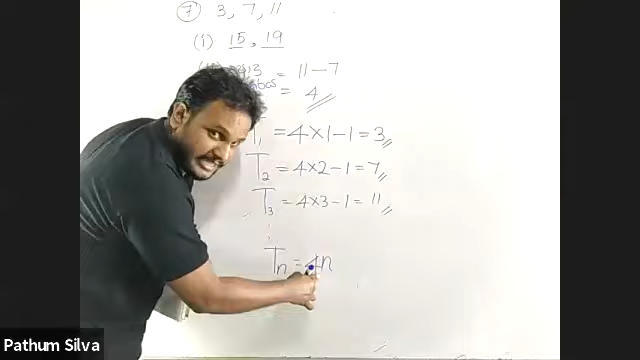 ⑦ 3, 7, 11
(i) 15, 19
= 11 - 7
= 4
T₁ = 4×1-1 = 3
T₂ = 4×2-1 = 7
T₃ = 4×3-1 = 11
Tn = 4n
Pathum Silva